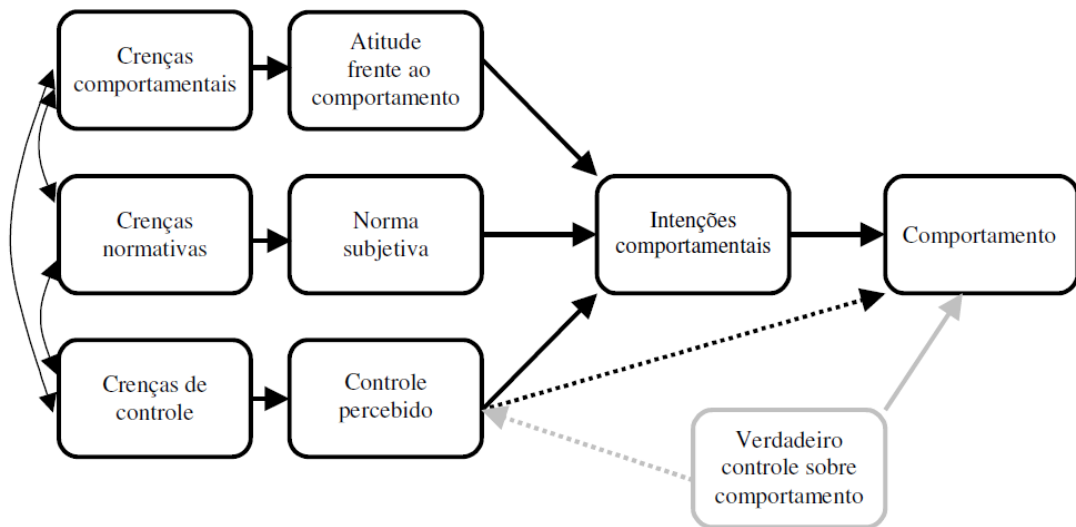 Crenças
comportamentais
Atitude
frente ao
comportamento
Crenças
normativas
Norma
subjetiva
Intenções
comportamentais
Comportamento
Crenças de
controle
Controle
percebido
Verdadeiro
controle sobre
comportamento